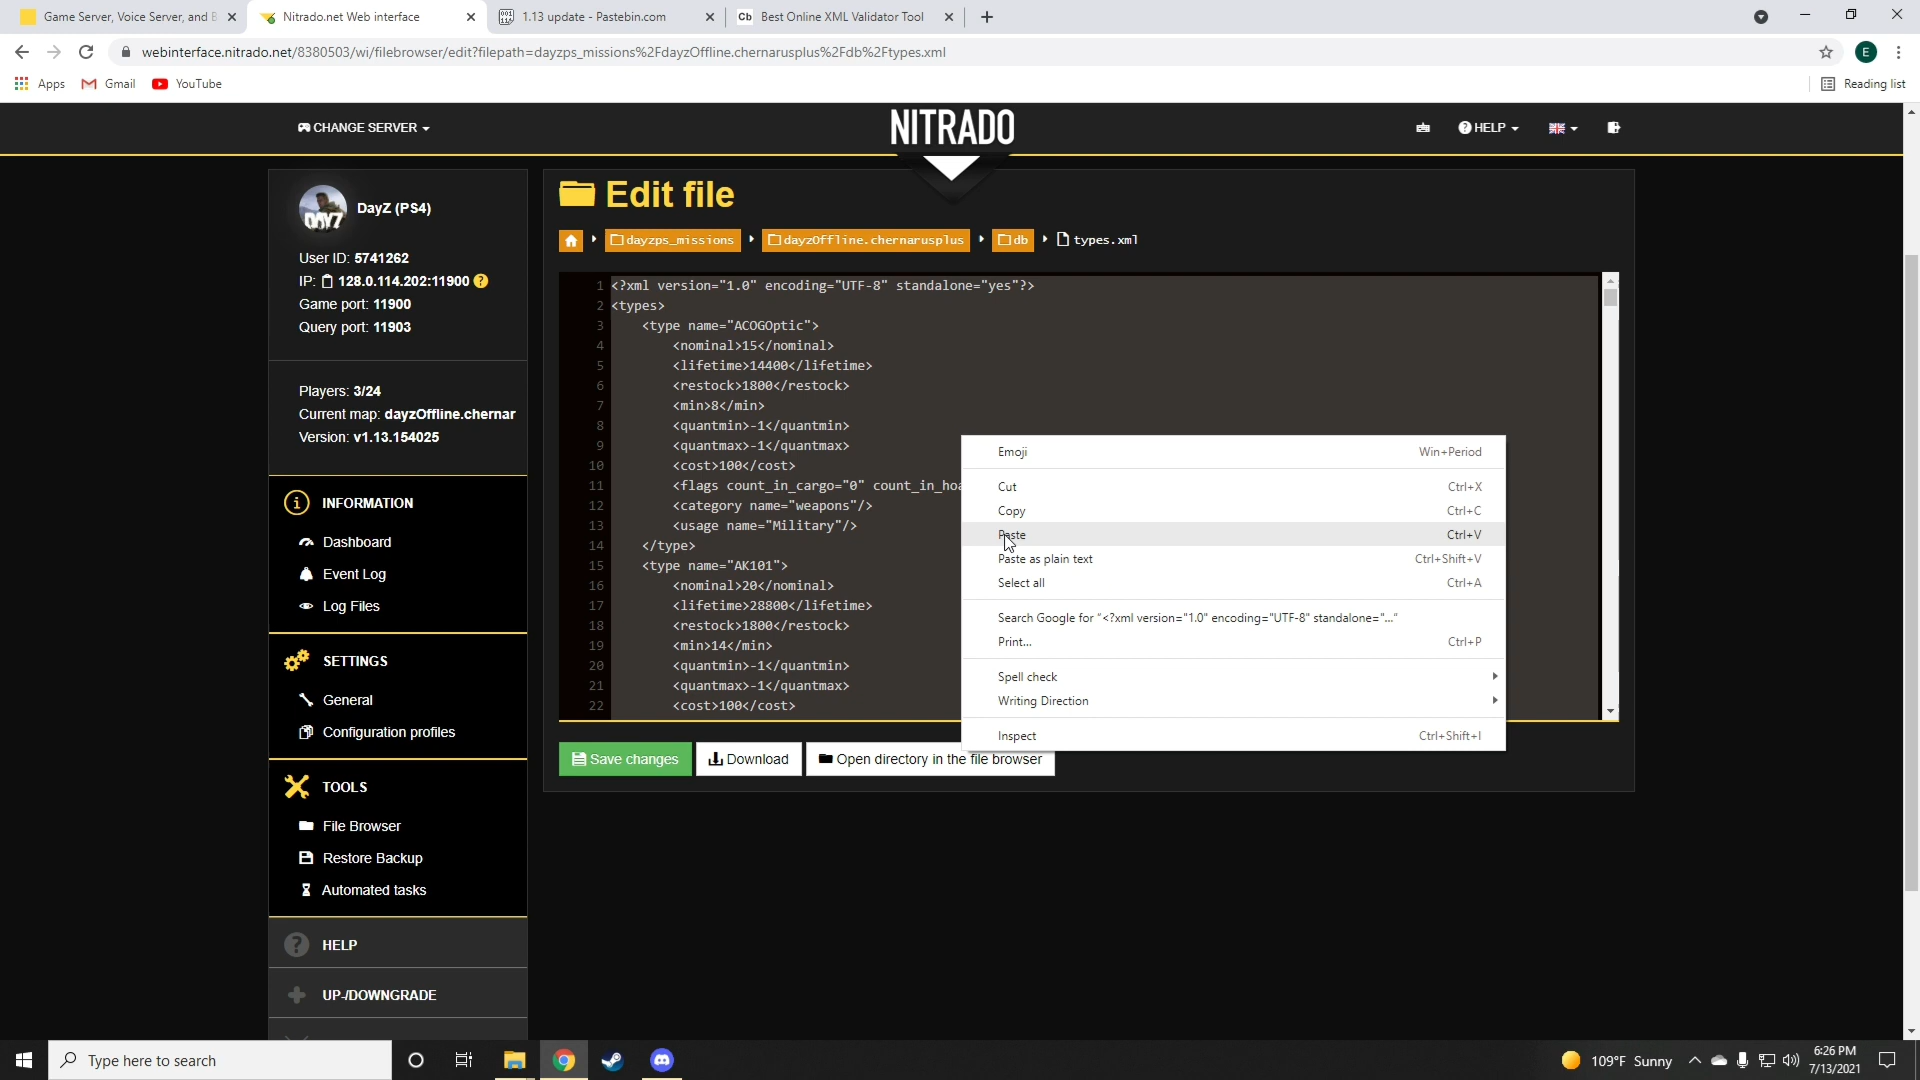 Game Server, Voice Server, and B
Nitrado.net Web interface
1.13 update - Pastebin.com
Cb Best Online XML Validator Tool
webinterface.nitrado.net/8380503/wi/filebrowser/edit?filepath=dayzps_missions%2FdayzOffline.chernarusplus%2Fdb%2Ftypes.xml
E
Apps
Gmail
YouTube
Reading list
CHANGE SERVER
NITRADO
HELP
DAYZ
DayZ (PS4)
User ID: 5741262
IP: 128.0.114.202:11900 ?
Game port: 11900
Query port: 11903
Players: 3/24
Current map: dayzOffline.chernar
Version: v1.13.154025
INFORMATION
Dashboard
Event Log
Log Files
SETTINGS
General
Configuration profiles
TOOLS
File Browser
Restore Backup
Automated tasks
HELP
UP-/DOWNGRADE
Edit file
dayzps_missions
dayzOffline.chernarusplus
db
types.xml
1 <?xml version="1.0" encoding="UTF-8" standalone="yes"?>
2 <types>
3 <type name="ACOGOptic">
4 <nominal>15</nominal>
5 <lifetime>14400</lifetime>
6 <restock>1800</restock>
7 <min>8</min>
8 <quantmin>-1</quantmin>
9 <quantmax>-1</quantmax>
10 <cost>100</cost>
11 <flags count_in_cargo="0" count_in_hoa
12 <category name="weapons"/>
13 <usage name="Military"/>
14 </type>
15 <type name="AK101">
16 <nominal>20</nominal>
17 <lifetime>28800</lifetime>
18 <restock>1800</restock>
19 <min>14</min>
20 <quantmin>-1</quantmin>
21 <quantmax>-1</quantmax>
22 <cost>100</cost>
Emoji Win+Period
Cut Ctrl+X
Copy Ctrl+C
Paste Ctrl+V
Paste as plain text Ctrl+Shift+V
Select all Ctrl+A
Search Google for "<?xml version="1.0" encoding="UTF-8" standalone="..."
Print... Ctrl+P
Spell check
Writing Direction
Inspect Ctrl+Shift+I
Save changes
Download
Open directory in the file browser
Type here to search
109°F Sunny
6:26 PM
7/13/2021